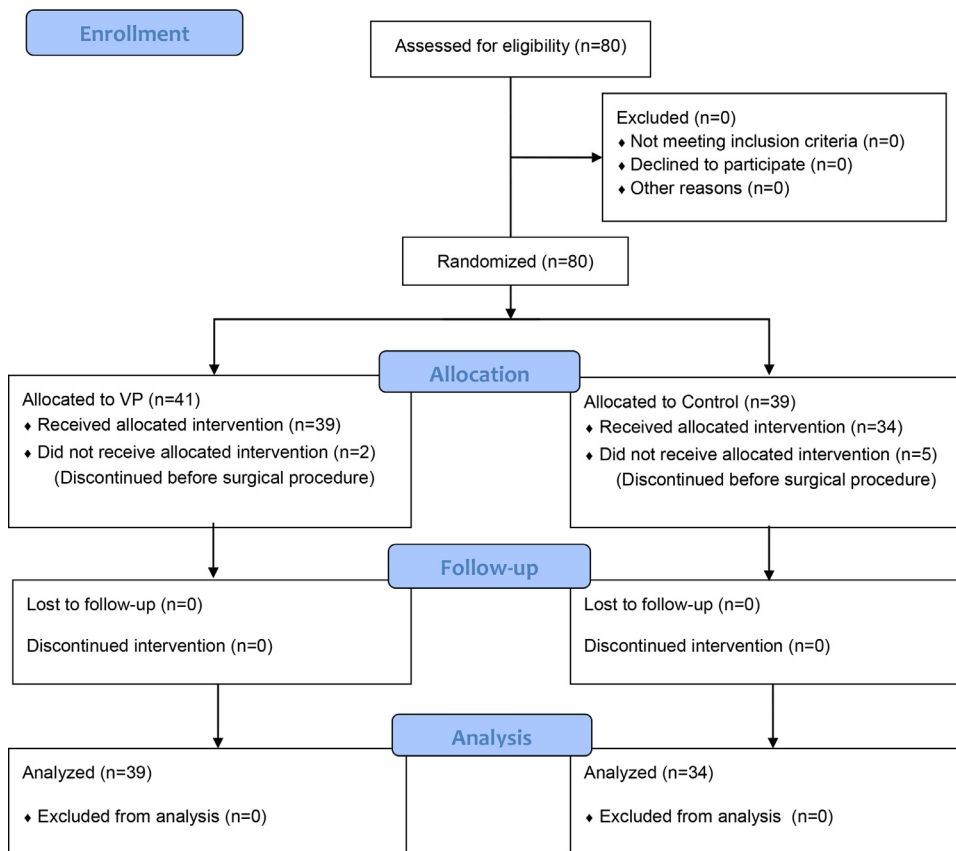 Enrollment
Assessed for eligibility (n=80)
Excluded (n=0)
♦ Not meeting inclusion criteria (n=0)
♦ Declined to participate (n=0)
♦ Other reasons (n=0)
Randomized (n=80)
Allocation
Allocated to VP (n=41)
♦ Received allocated intervention (n=39)
♦ Did not receive allocated intervention (n=2)
(Discontinued before surgical procedure)
Allocated to Control (n=39)
♦ Received allocated intervention (n=34)
♦ Did not receive allocated intervention (n=5)
(Discontinued before surgical procedure)
Follow-up
Lost to follow-up (n=0)
Discontinued intervention (n=0)
Lost to follow-up (n=0)
Discontinued intervention (n=0)
Analysis
Analyzed (n=39)
♦ Excluded from analysis (n=0)
Analyzed (n=34)
♦ Excluded from analysis (n=0)